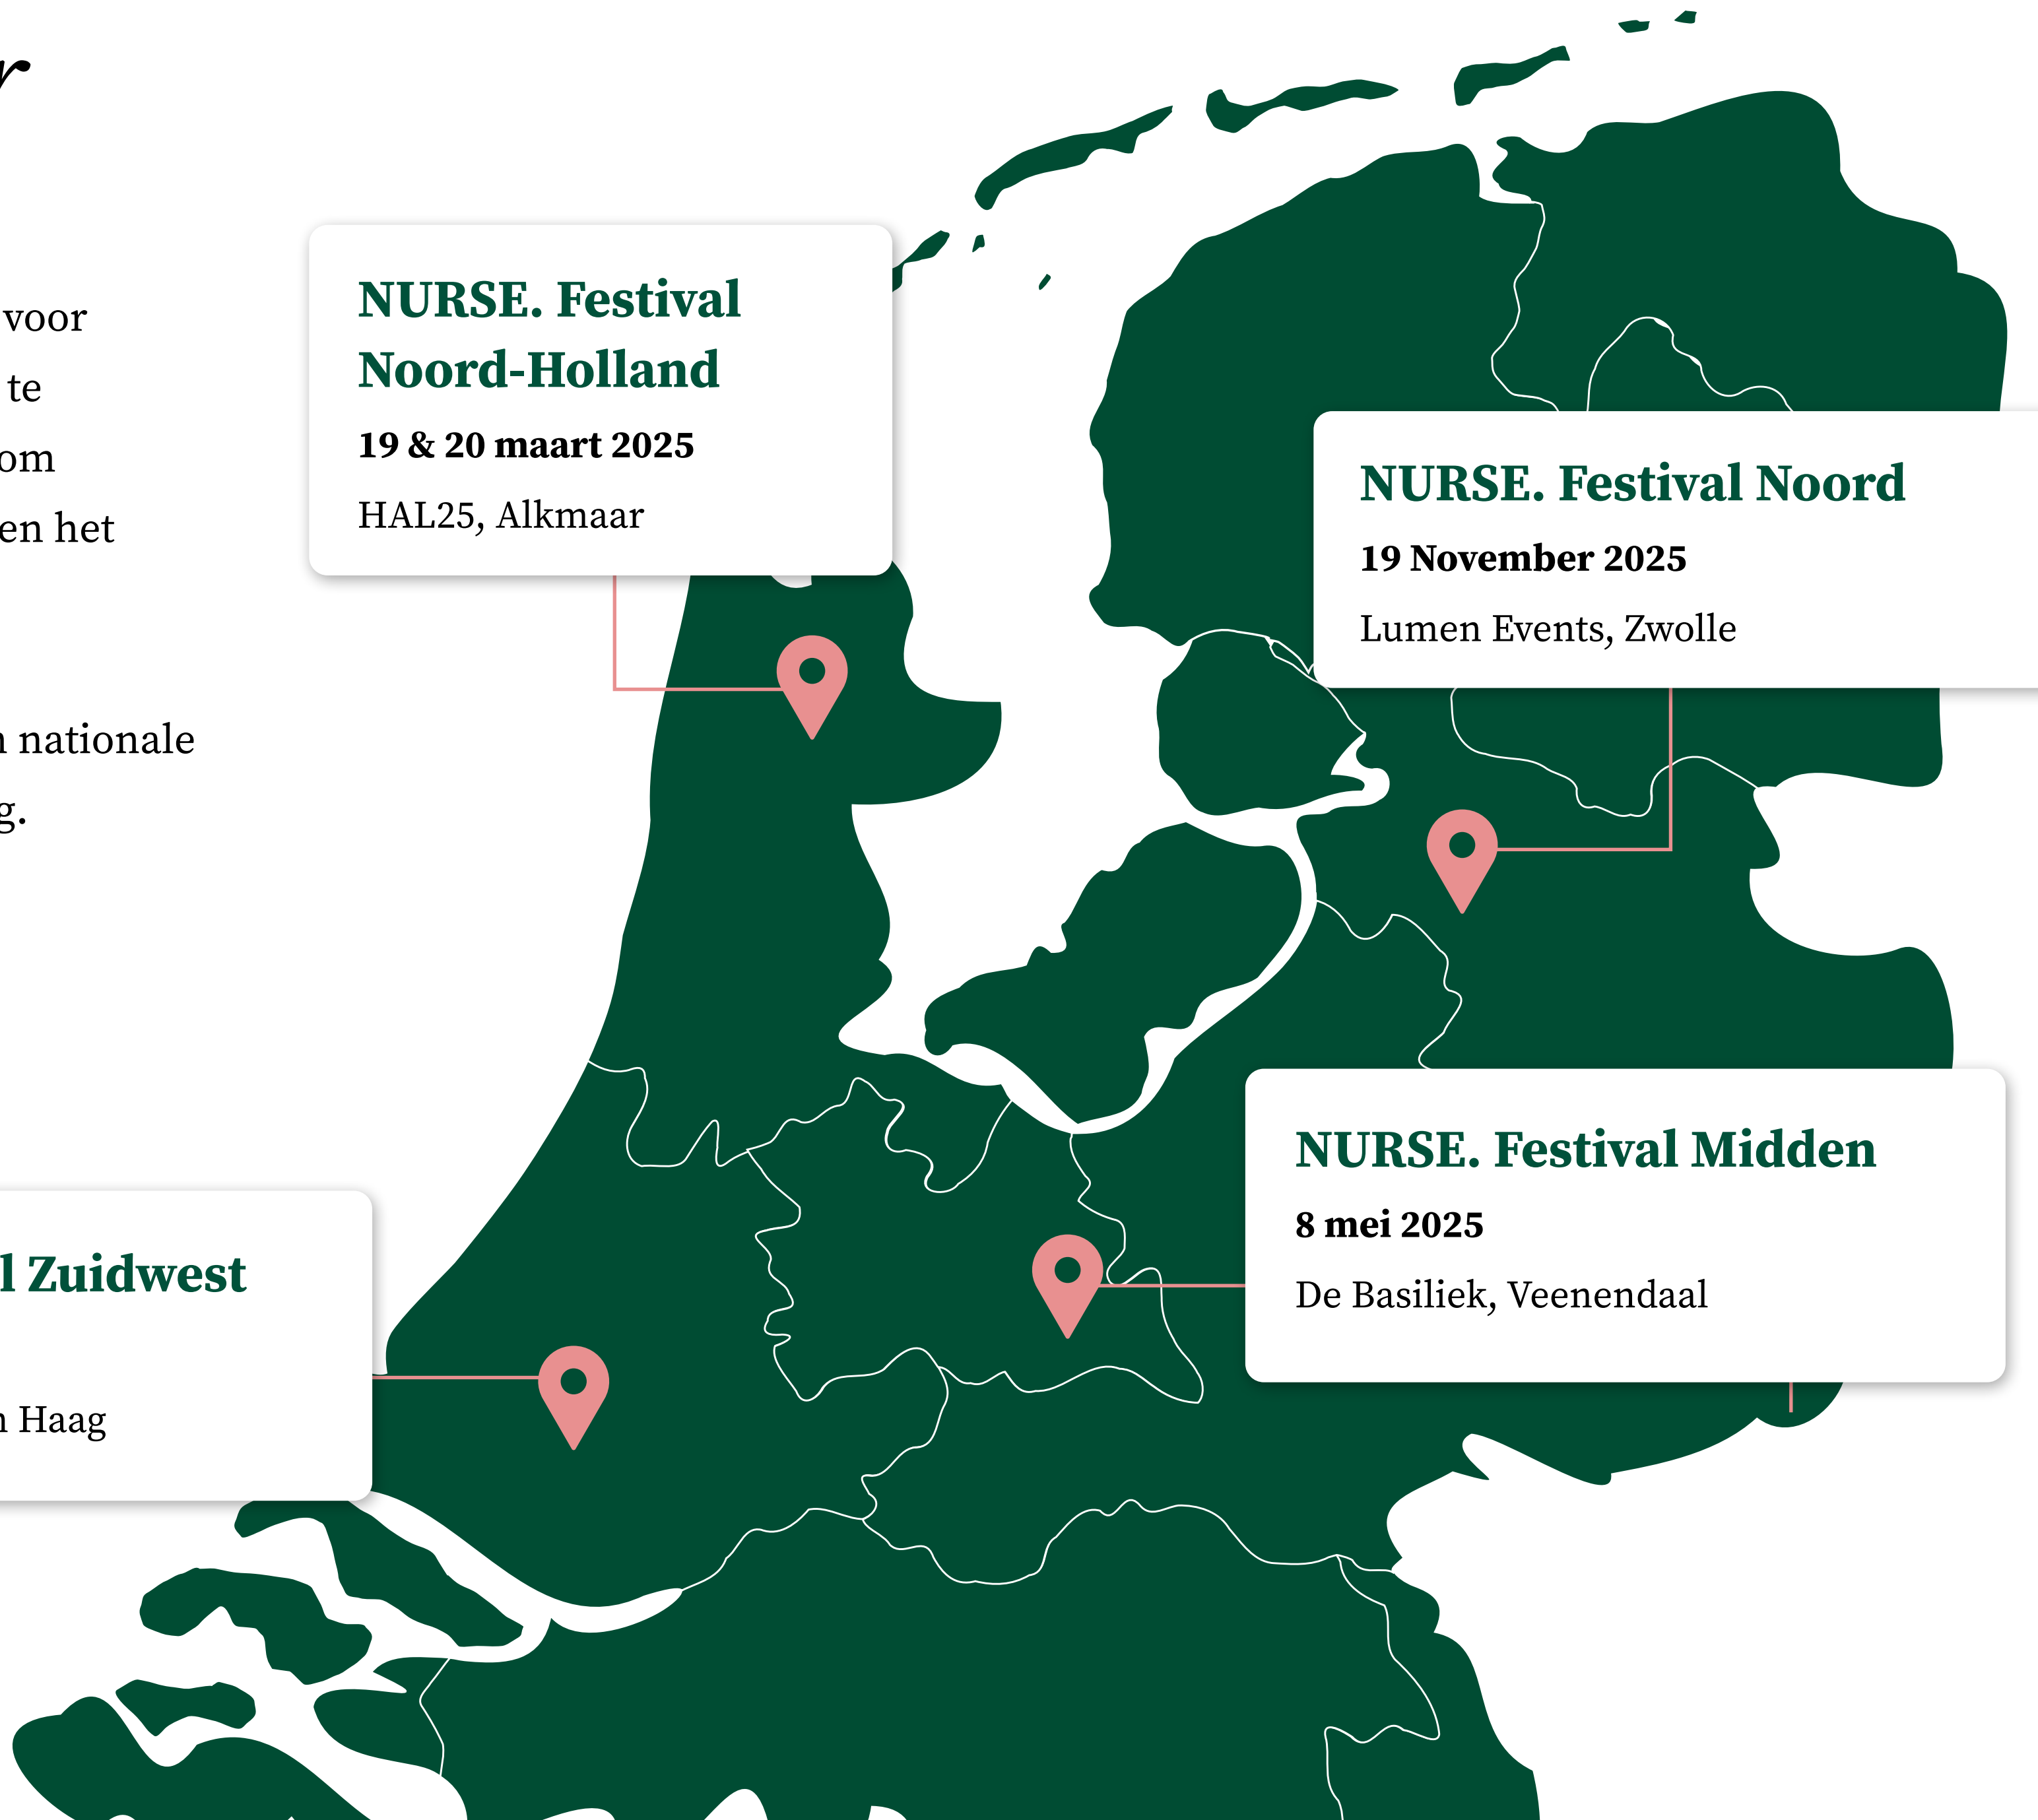 r
voor
te
om
en het
nationale
g.
NURSE. Festival
Noord-Holland
19 & 20 maart 2025
HAL25, Alkmaar
NURSE. Festival Noord
19 November 2025
Lumen Events, Zwolle
NURSE. Festival Midden
8 mei 2025
De Basiliek, Veenendaal
l Zuidwest
n Haag